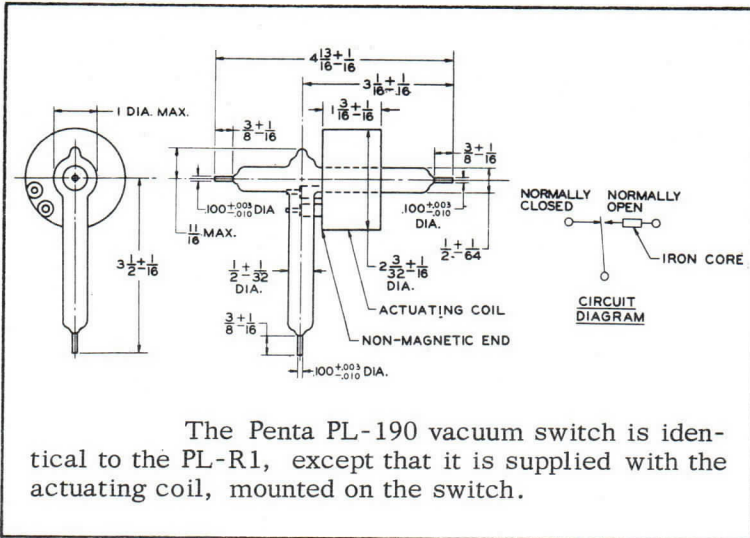 4 13/16 ± 1/16
3 1/16 ± 1/16
1 3/16 ± 1/16
1 DIA. MAX.
3/8 ± 1/16
3/8 ± 1/16
.100 +.003 -.010 DIA
.100 +.003 -.010 DIA.
11/16 MAX.
1/2 ± 1/64
3 1/2 ± 1/16
1/2 ± 1/32 DIA.
2 3/32 ± 1/16 DIA.
3/8 ± 1/16
ACTUATING COIL
NON-MAGNETIC END
.100 +.003 -.010 DIA.
NORMALLY CLOSED
NORMALLY OPEN
IRON CORE
CIRCUIT
DIAGRAM
The Penta PL-190 vacuum switch is iden-
tical to the PL-R1, except that it is supplied with the
actuating coil, mounted on the switch.